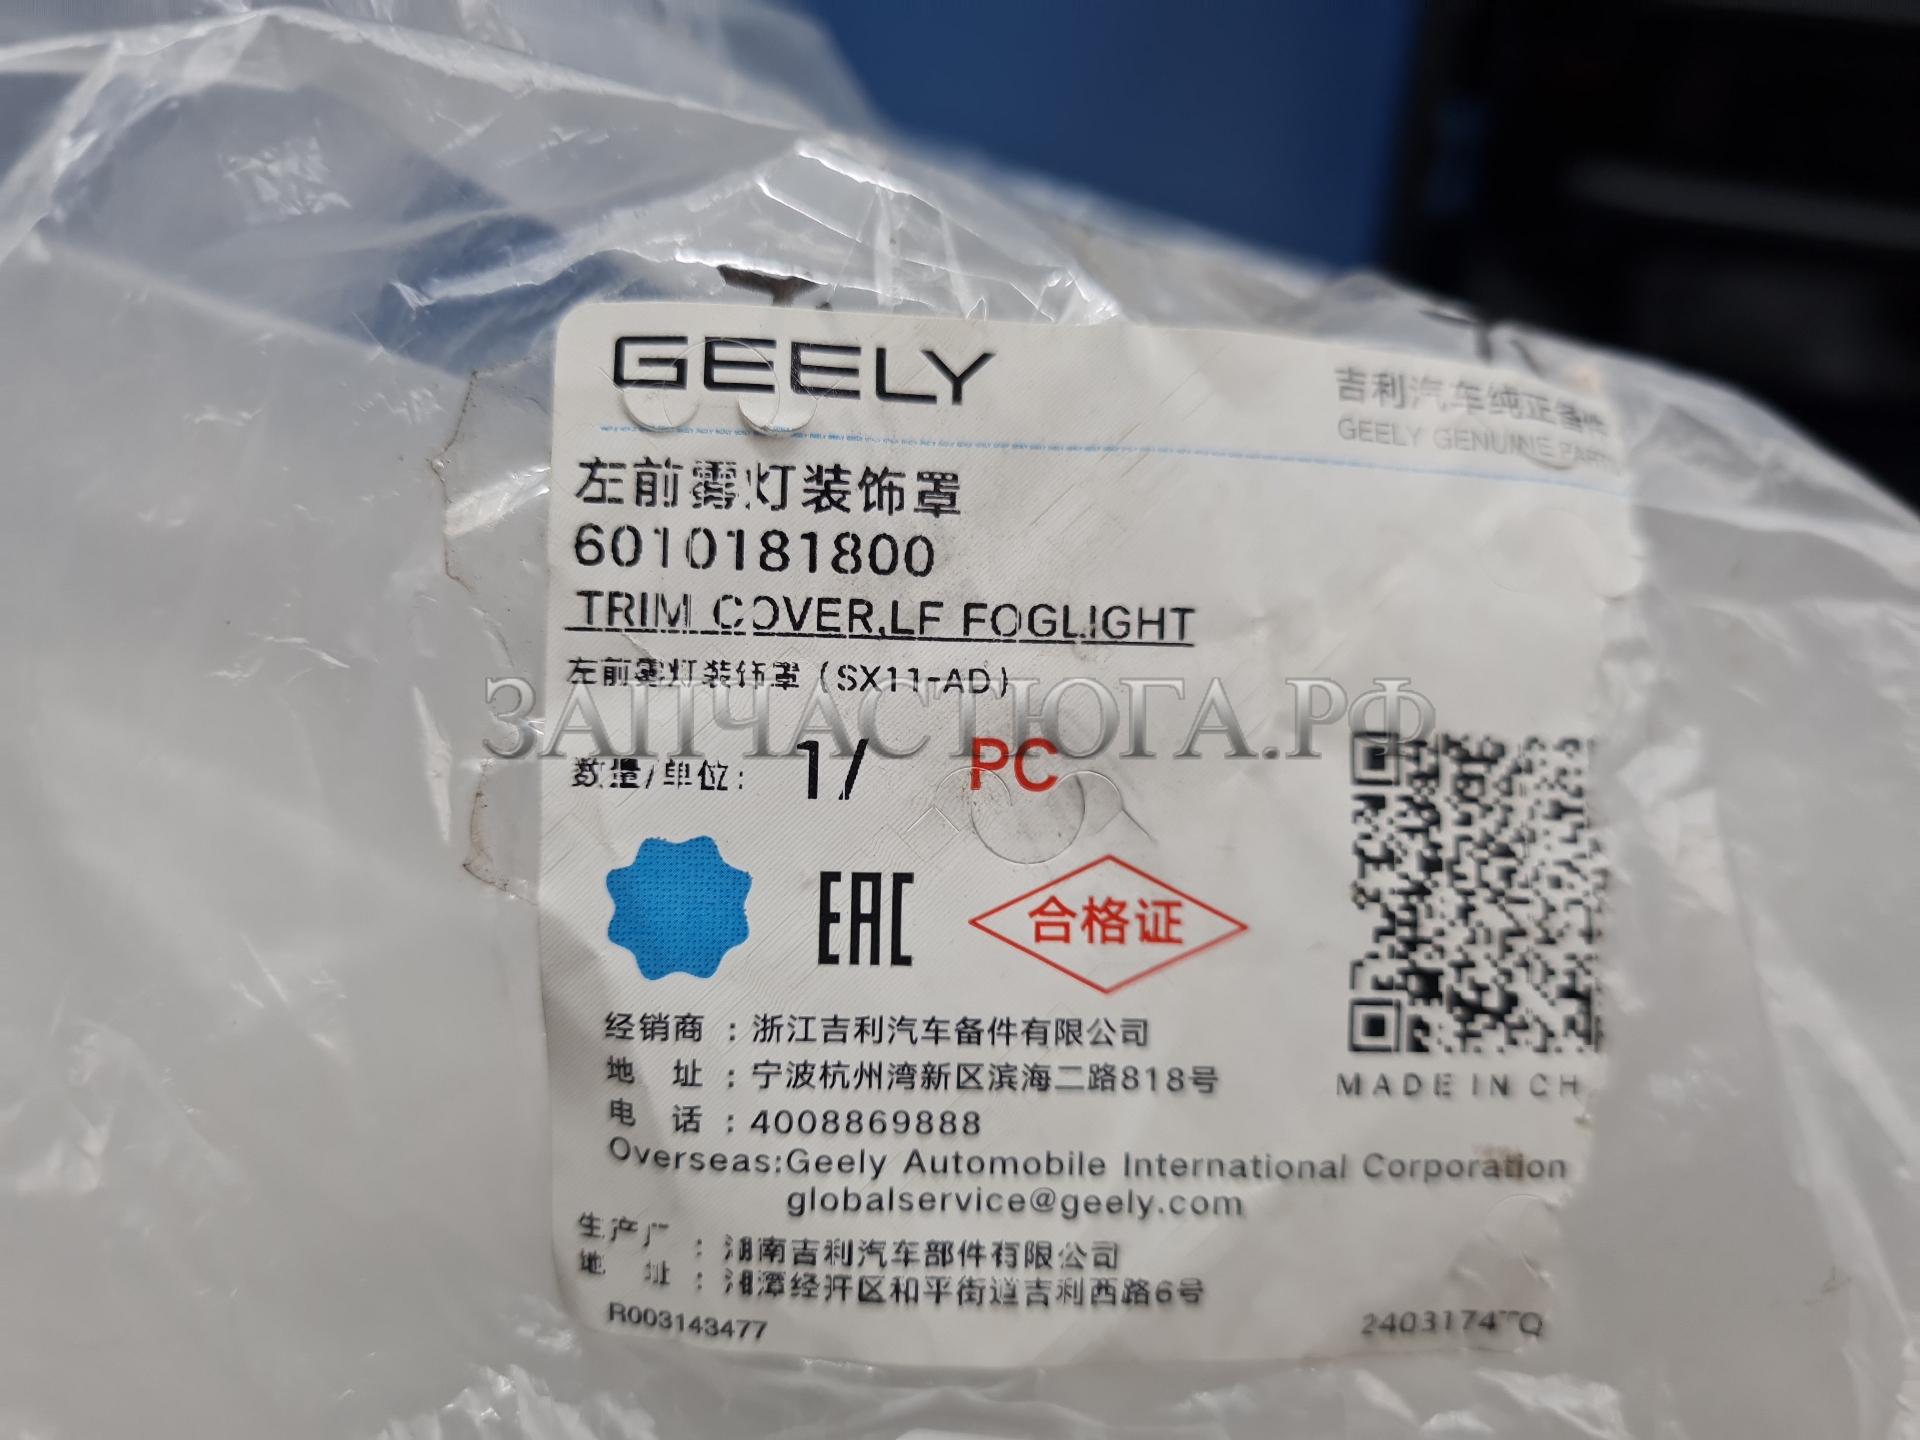 GEELY
吉利汽车纯正备件
GEELY GENUINE PARTS
左前雾灯装饰罩
6010181800
TRIM COVER,LF FOGLIGHT
左前雾灯装饰罩(SX11-AD)
ЗАПЧАСТЮГА.РФ
数量/单位: 1/ PC
EAC
合格证
经销商 : 浙江吉利汽车备件有限公司
地 址 : 宁波杭州湾新区滨海二路818号
MADE IN CH
电 话 : 4008869888
Overseas:Geely Automobile International Corporation
globalservice@geely.com
生产厂 : 湖南吉利汽车部件有限公司
地 址 : 湘潭经开区和平街道吉利西路6号
R003143477